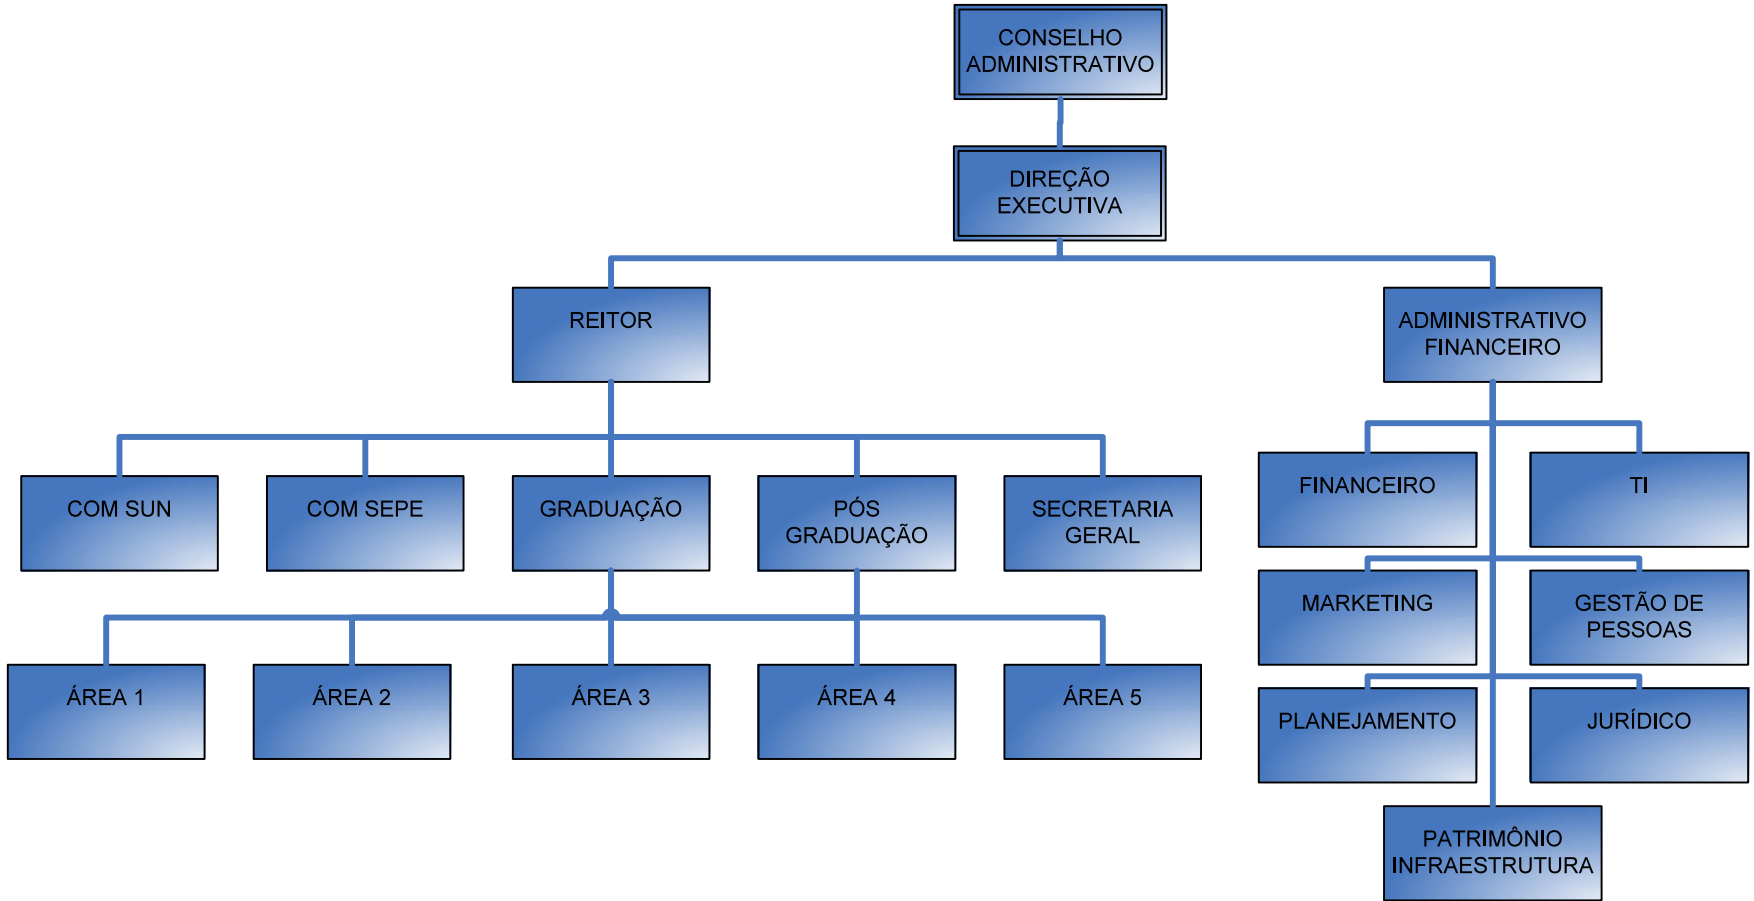 CONSELHO
ADMINISTRATIVO
DIREÇÃO
EXECUTIVA
REITOR
ADMINISTRATIVO
FINANCEIRO
COM SUN
COM SEPE
GRADUAÇÃO
PÓS
GRADUAÇÃO
SECRETARIA
GERAL
FINANCEIRO
TI
MARKETING
GESTÃO DE
PESSOAS
ÁREA 1
ÁREA 2
ÁREA 3
ÁREA 4
ÁREA 5
PLANEJAMENTO
JURÍDICO
PATRIMÔNIO
INFRAESTRUTURA